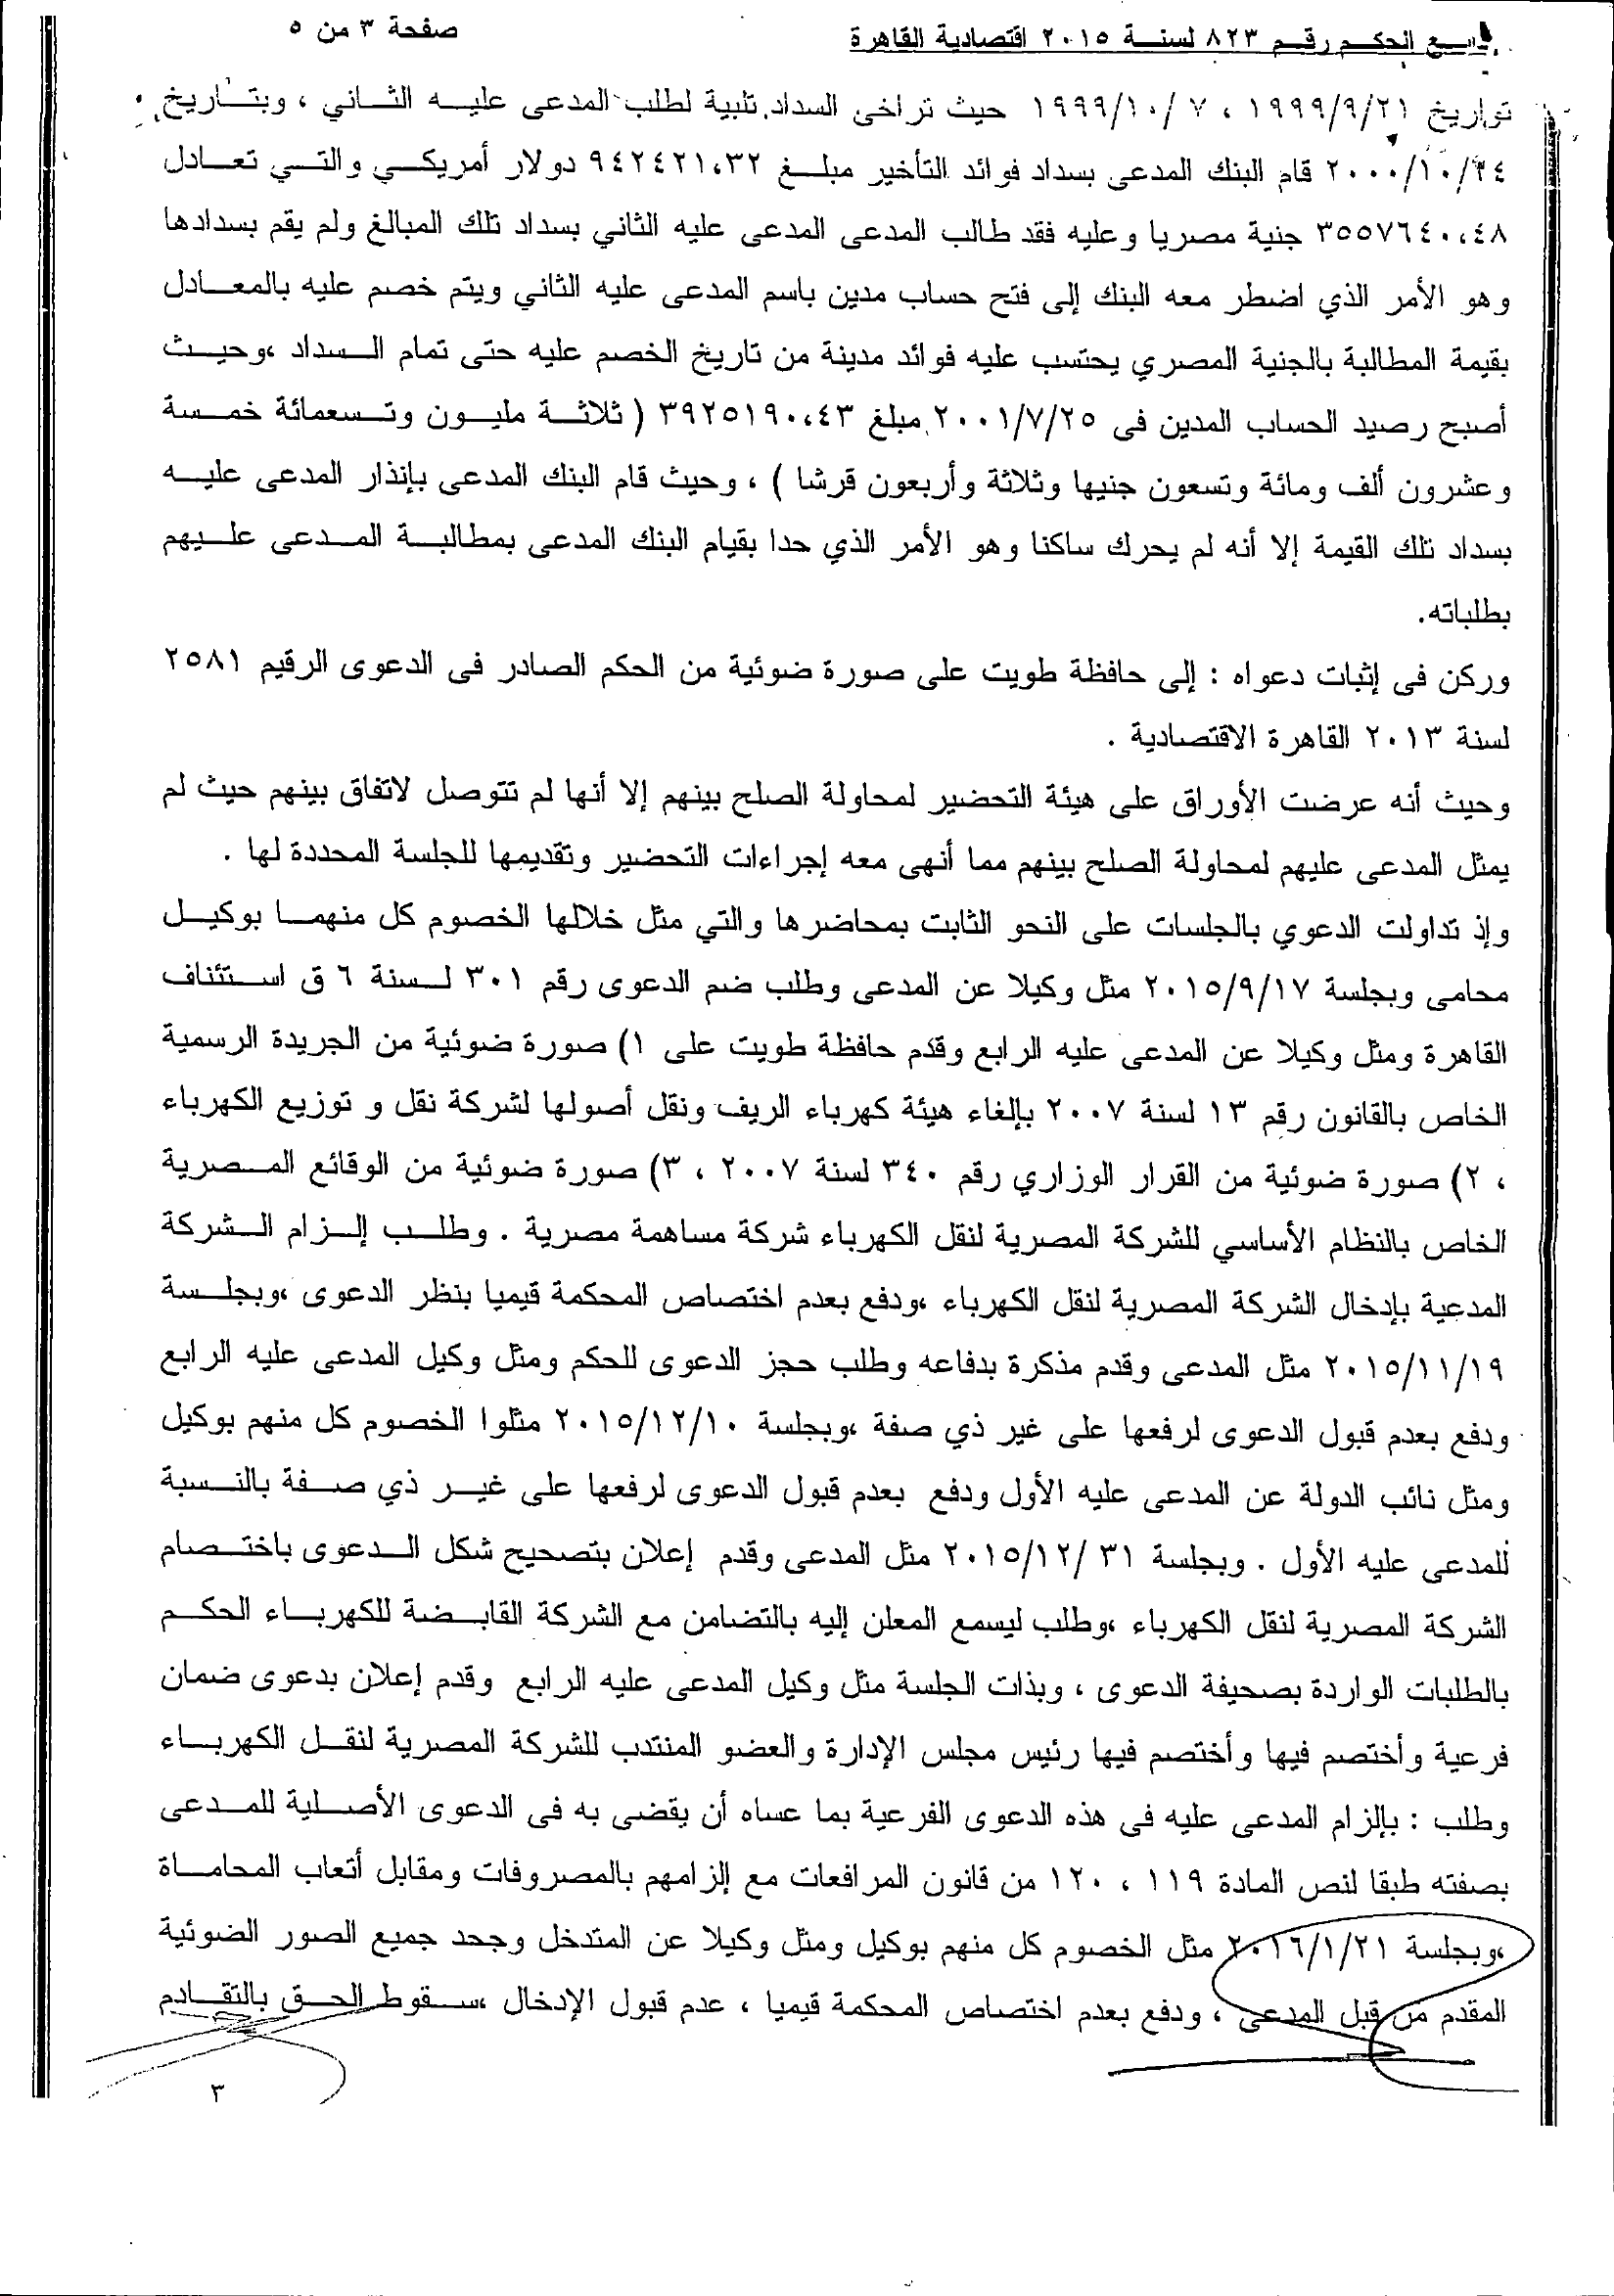 تابع الحكم رقم ٨٢٣ لسنة ٢٠١٥ اقتصادية القاهرة
صفحة ٣ من ٥
تواريخ ١٩٩٩/٩/٢١ ، ١٩٩٩/١٠/٧ حيث تراخى السداد تلبية لطلب المدعى عليه الثاني ، وبتاريخ
٢٠٠٠/١٠/٢٤ قام البنك المدعى بسداد فوائد التأخير مبلغ ٩٤٢٤٢١،٣٢ دولار أمريكي والتي تعادل
٣٥٥٧٦٤٠،٤٨ جنية مصريا وعليه فقد طالب المدعى المدعى عليه الثاني بسداد تلك المبالغ ولم يقم بسدادها
وهو الأمر الذي اضطر معه البنك إلى فتح حساب مدين باسم المدعى عليه الثاني ويتم خصم عليه بالمعادل
بقيمة المطالبة بالجنية المصري يحتسب عليه فوائد مدينة من تاريخ الخصم عليه حتى تمام السداد ،وحيث
أصبح رصيد الحساب المدين فى ٢٠٠١/٧/٢٥ مبلغ ٣٩٢٥١٩٠،٤٣ ( ثلاثة مليون وتسعمائة خمسة
وعشرون ألف ومائة وتسعون جنيها وثلاثة وأربعون قرشا ) ، وحيث قام البنك المدعى بإنذار المدعى عليه
بسداد تلك القيمة إلا أنه لم يحرك ساكنا وهو الأمر الذي حدا بقيام البنك المدعى بمطالبة المدعى عليهم
بطلباته.
وركن فى إثبات دعواه : إلى حافظة طويت على صورة ضوئية من الحكم الصادر فى الدعوى الرقيم ٢٥٨١
لسنة ٢٠١٣ القاهرة الاقتصادية .
وحيث أنه عرضت الأوراق على هيئة التحضير لمحاولة الصلح بينهم إلا أنها لم تتوصل لاتفاق بينهم حيث لم
يمثل المدعى عليهم لمحاولة الصلح بينهم مما أنهى معه إجراءات التحضير وتقديمها للجلسة المحددة لها .
وإذ تداولت الدعوي بالجلسات على النحو الثابت بمحاضرها والتي مثل خلالها الخصوم كل منهما بوكيل
محامى وبجلسة ٢٠١٥/٩/١٧ مثل وكيلا عن المدعى وطلب ضم الدعوى رقم ٣٠١ لسنة ٦ ق استئناف
القاهرة ومثل وكيلا عن المدعى عليه الرابع وقدم حافظة طويت على ١) صورة ضوئية من الجريدة الرسمية
الخاص بالقانون رقم ١٣ لسنة ٢٠٠٧ بإلغاء هيئة كهرباء الريف ونقل أصولها لشركة نقل و توزيع الكهرباء
، ٢) صورة ضوئية من القرار الوزاري رقم ٣٤٠ لسنة ٢٠٠٧ ، ٣) صورة ضوئية من الوقائع المصرية
الخاص بالنظام الأساسي للشركة المصرية لنقل الكهرباء شركة مساهمة مصرية . وطلب إلزام الشركة
المدعية بإدخال الشركة المصرية لنقل الكهرباء ،ودفع بعدم اختصاص المحكمة قيميا بنظر الدعوى ،وبجلسة
٢٠١٥/١١/١٩ مثل المدعى وقدم مذكرة بدفاعه وطلب حجز الدعوى للحكم ومثل وكيل المدعى عليه الرابع
ودفع بعدم قبول الدعوى لرفعها على غير ذي صفة ،وبجلسة ٢٠١٥/١٢/١٠ مثلوا الخصوم كل منهم بوكيل
ومثل نائب الدولة عن المدعى عليه الأول ودفع بعدم قبول الدعوى لرفعها على غير ذي صفة بالنسبة
للمدعى عليه الأول . وبجلسة ٢٠١٥/١٢/٣١ مثل المدعى وقدم إعلان بتصحيح شكل الدعوى باختصام
الشركة المصرية لنقل الكهرباء ،وطلب ليسمع المعلن إليه بالتضامن مع الشركة القابضة للكهرباء الحكم
بالطلبات الواردة بصحيفة الدعوى ، وبذات الجلسة مثل وكيل المدعى عليه الرابع وقدم إعلان بدعوى ضمان
فرعية وأختصم فيها وأختصم فيها رئيس مجلس الإدارة والعضو المنتدب للشركة المصرية لنقل الكهرباء
وطلب : بإلزام المدعى عليه فى هذه الدعوى الفرعية بما عساه أن يقضى به فى الدعوى الأصلية للمدعى
بصفته طبقا لنص المادة ١١٩ ، ١٢٠ من قانون المرافعات مع إلزامهم بالمصروفات ومقابل أتعاب المحاماة
،وبجلسة ٢٠١٦/١/٢١ مثل الخصوم كل منهم بوكيل ومثل وكيلا عن المتدخل وجحد جميع الصور الضوئية
المقدم من قبل المدعى ، ودفع بعدم اختصاص المحكمة قيميا ، عدم قبول الإدخال ،سقوط الحق بالتقادم
٣